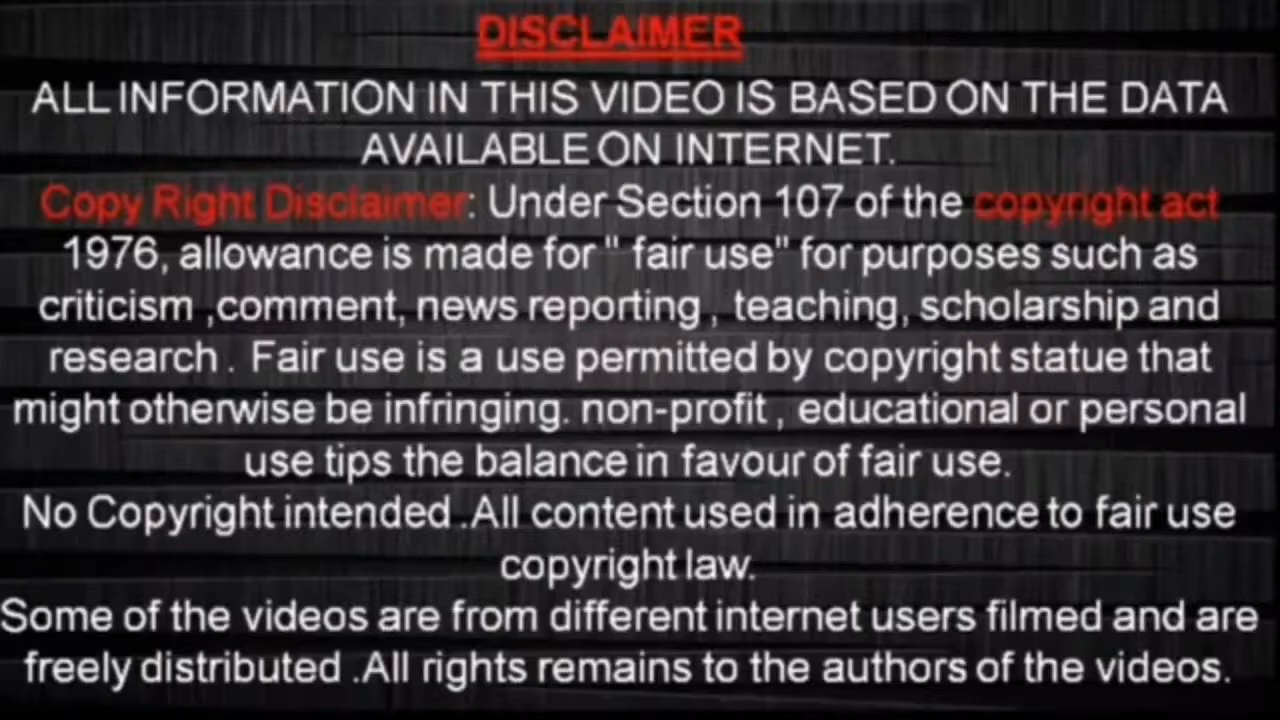 DISCLAIMER
ALL INFORMATION IN THIS VIDEO IS BASED ON THE DATA
AVAILABLE ON INTERNET.
Copy Right Disclaimer: Under Section 107 of the copyright act
1976, allowance is made for " fair use" for purposes such as
criticism ,comment, news reporting , teaching, scholarship and
research . Fair use is a use permitted by copyright statue that
might otherwise be infringing. non-profit , educational or personal
use tips the balance in favour of fair use.
No Copyright intended .All content used in adherence to fair use
copyright law.
Some of the videos are from different internet users filmed and are
freely distributed .All rights remains to the authors of the videos.